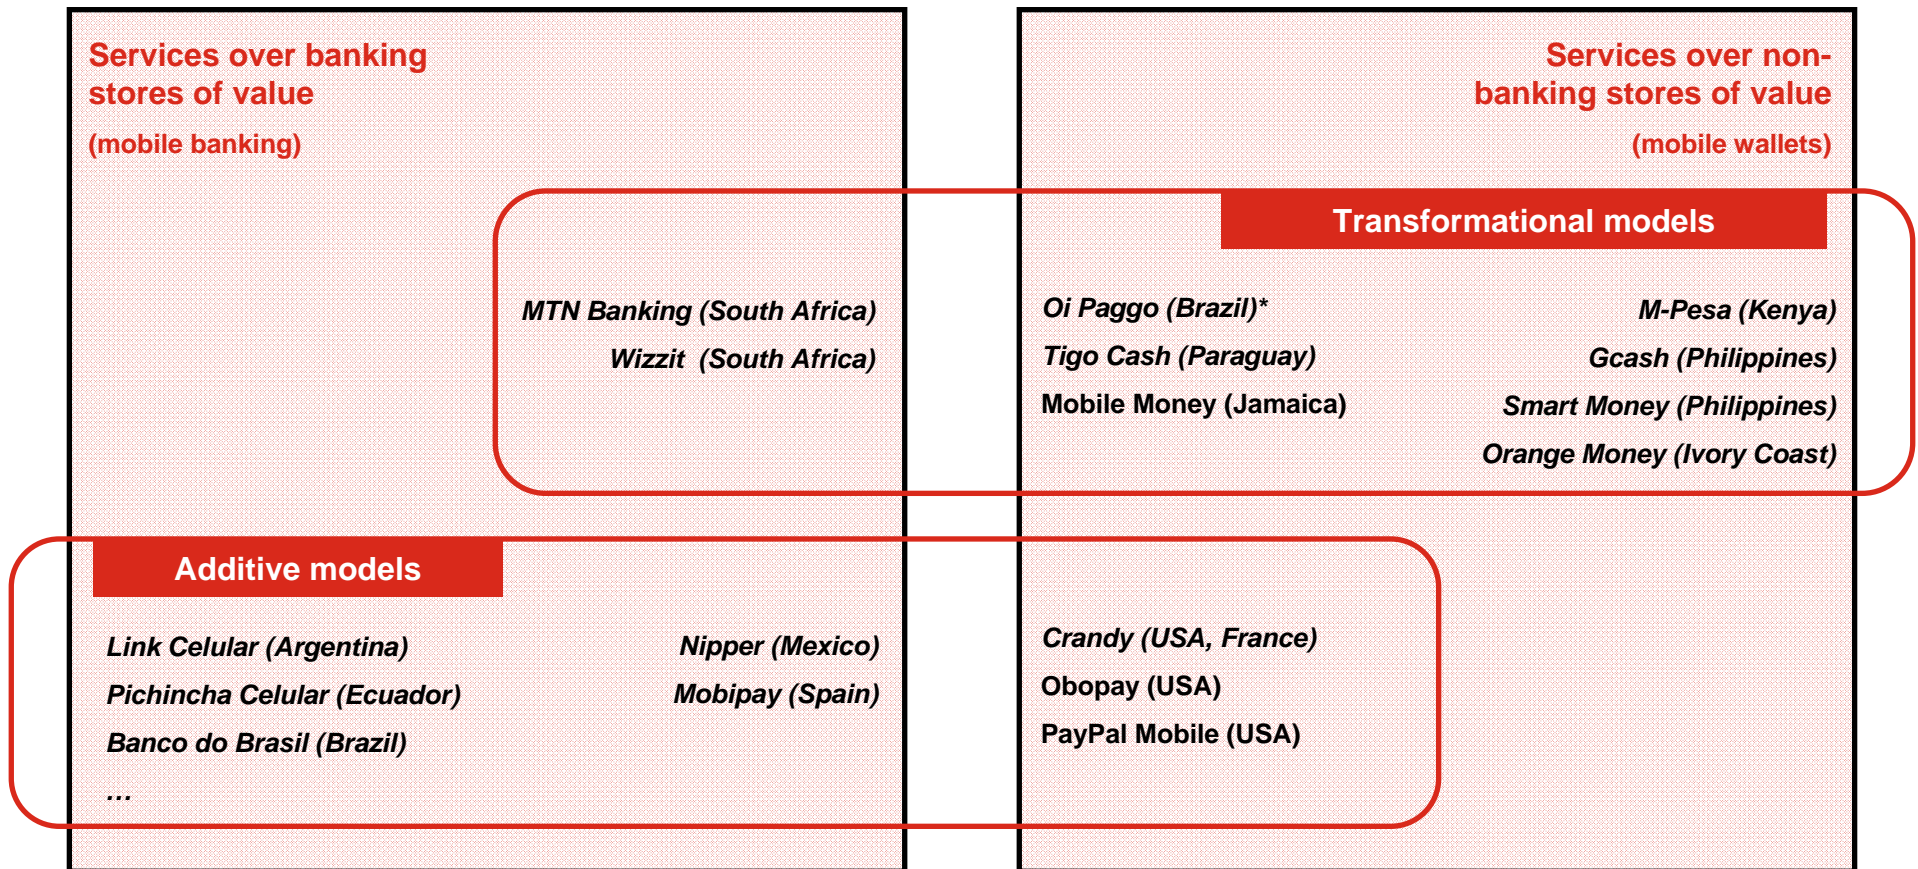 Services over banking
stores of value
(mobile banking)
Services over non-
banking stores of value
(mobile wallets)
Transformational models
MTN Banking (South Africa)
Wizzit (South Africa)
Oi Paggo (Brazil)*
Tigo Cash (Paraguay)
Mobile Money (Jamaica)
M-Pesa (Kenya)
Gcash (Philippines)
Smart Money (Philippines)
Orange Money (Ivory Coast)
Additive models
Link Celular (Argentina)
Pichincha Celular (Ecuador)
Banco do Brasil (Brazil)
…
Nipper (Mexico)
Mobipay (Spain)
Crandy (USA, France)
Obopay (USA)
PayPal Mobile (USA)